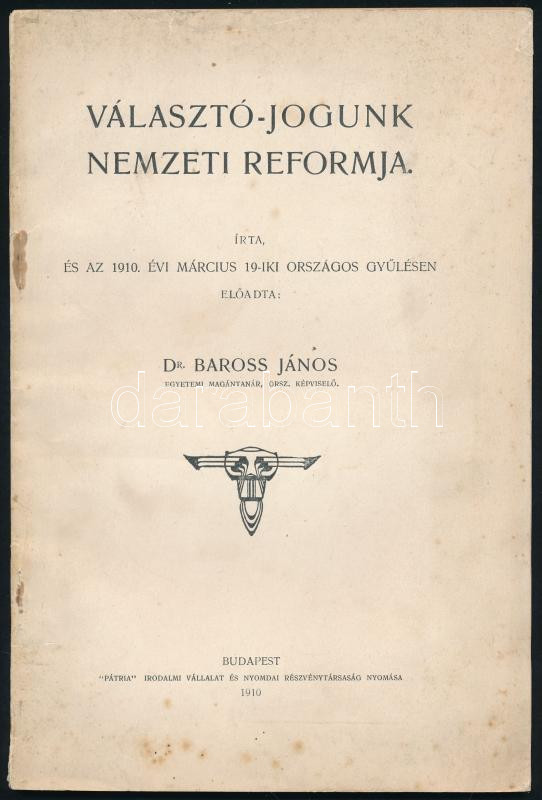 VÁLASZTÓ-JOGUNK
NEMZETI REFORMJA.
ÍRTA,
ÉS AZ 1910. ÉVI MÁRCIUS 19-IKI ORSZÁGOS GYŰLÉSEN
ELŐADTA:
DR. BAROSS JÁNOS
EGYETEMI MAGÁNTANÁR, ORSZ. KÉPVISELŐ.
darabanth
BUDAPEST
"PÁTRIA" IRODALMI VÁLLALAT ÉS NYOMDAI RÉSZVÉNYTÁRSASÁG NYOMÁSA
1910